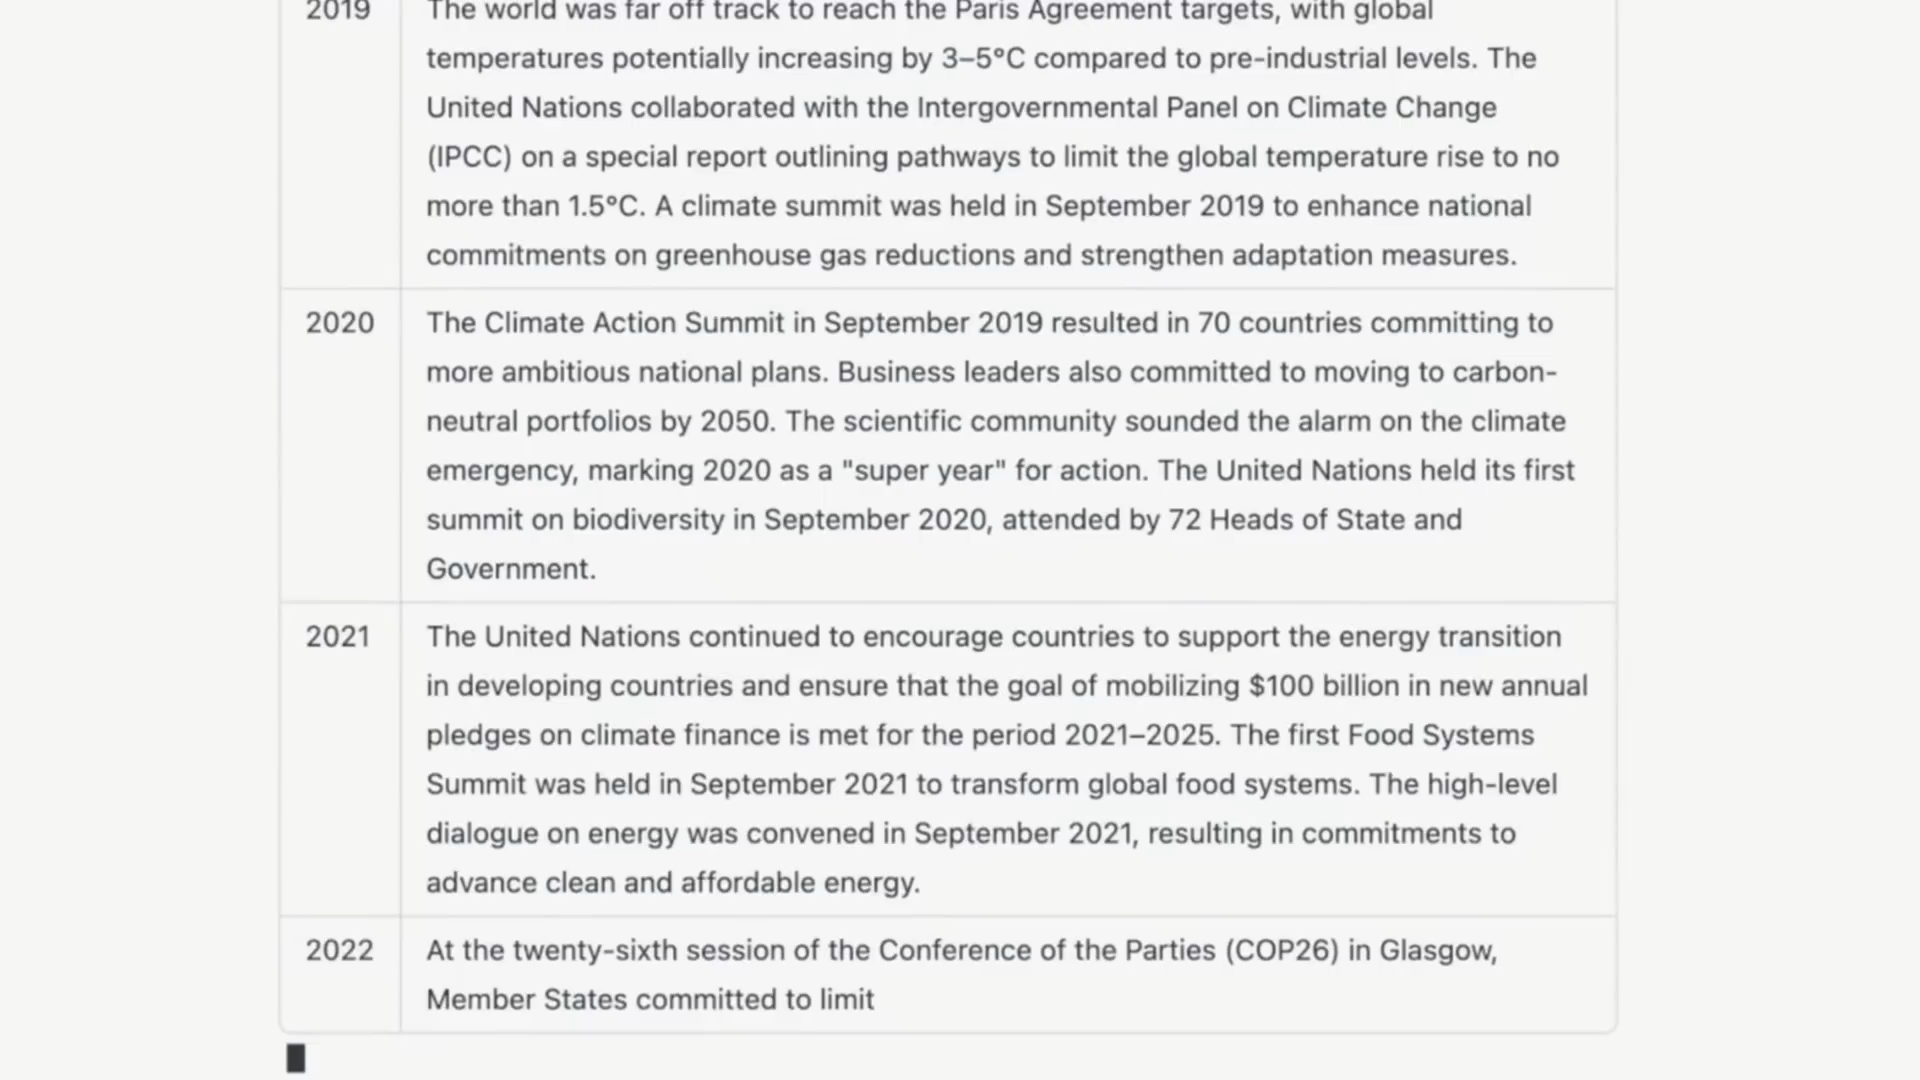 2019
The world was far off track to reach the Paris Agreement targets, with global
temperatures potentially increasing by 3–5°C compared to pre-industrial levels. The
United Nations collaborated with the Intergovernmental Panel on Climate Change
(IPCC) on a special report outlining pathways to limit the global temperature rise to no
more than 1.5°C. A climate summit was held in September 2019 to enhance national
commitments on greenhouse gas reductions and strengthen adaptation measures.
2020
The Climate Action Summit in September 2019 resulted in 70 countries committing to
more ambitious national plans. Business leaders also committed to moving to carbon-
neutral portfolios by 2050. The scientific community sounded the alarm on the climate
emergency, marking 2020 as a "super year" for action. The United Nations held its first
summit on biodiversity in September 2020, attended by 72 Heads of State and
Government.
2021
The United Nations continued to encourage countries to support the energy transition
in developing countries and ensure that the goal of mobilizing $100 billion in new annual
pledges on climate finance is met for the period 2021–2025. The first Food Systems
Summit was held in September 2021 to transform global food systems. The high-level
dialogue on energy was convened in September 2021, resulting in commitments to
advance clean and affordable energy.
2022
At the twenty-sixth session of the Conference of the Parties (COP26) in Glasgow,
Member States committed to limit